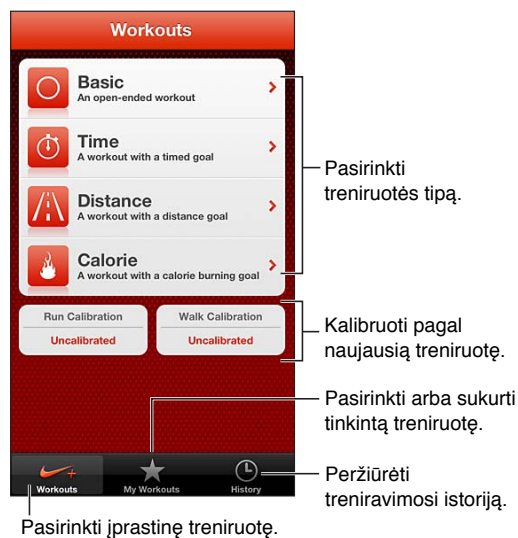 Workouts
Basic
An open-ended workout
Time
A workout with a timed goal
Distance
A workout with a distance goal
Calorie
A workout with a calorie burning goal
Pasirinkti
treniruotės tipą.
Run Calibration
Uncalibrated
Walk Calibration
Uncalibrated
Kalibruoti pagal
naujausią treniruotę.
Pasirinkti arba sukurti
tinkintą treniruotę.
Workouts
My Workouts
History
Peržiūrėti
treniravimosi istoriją.
Pasirinkti įprastinę treniruotę.